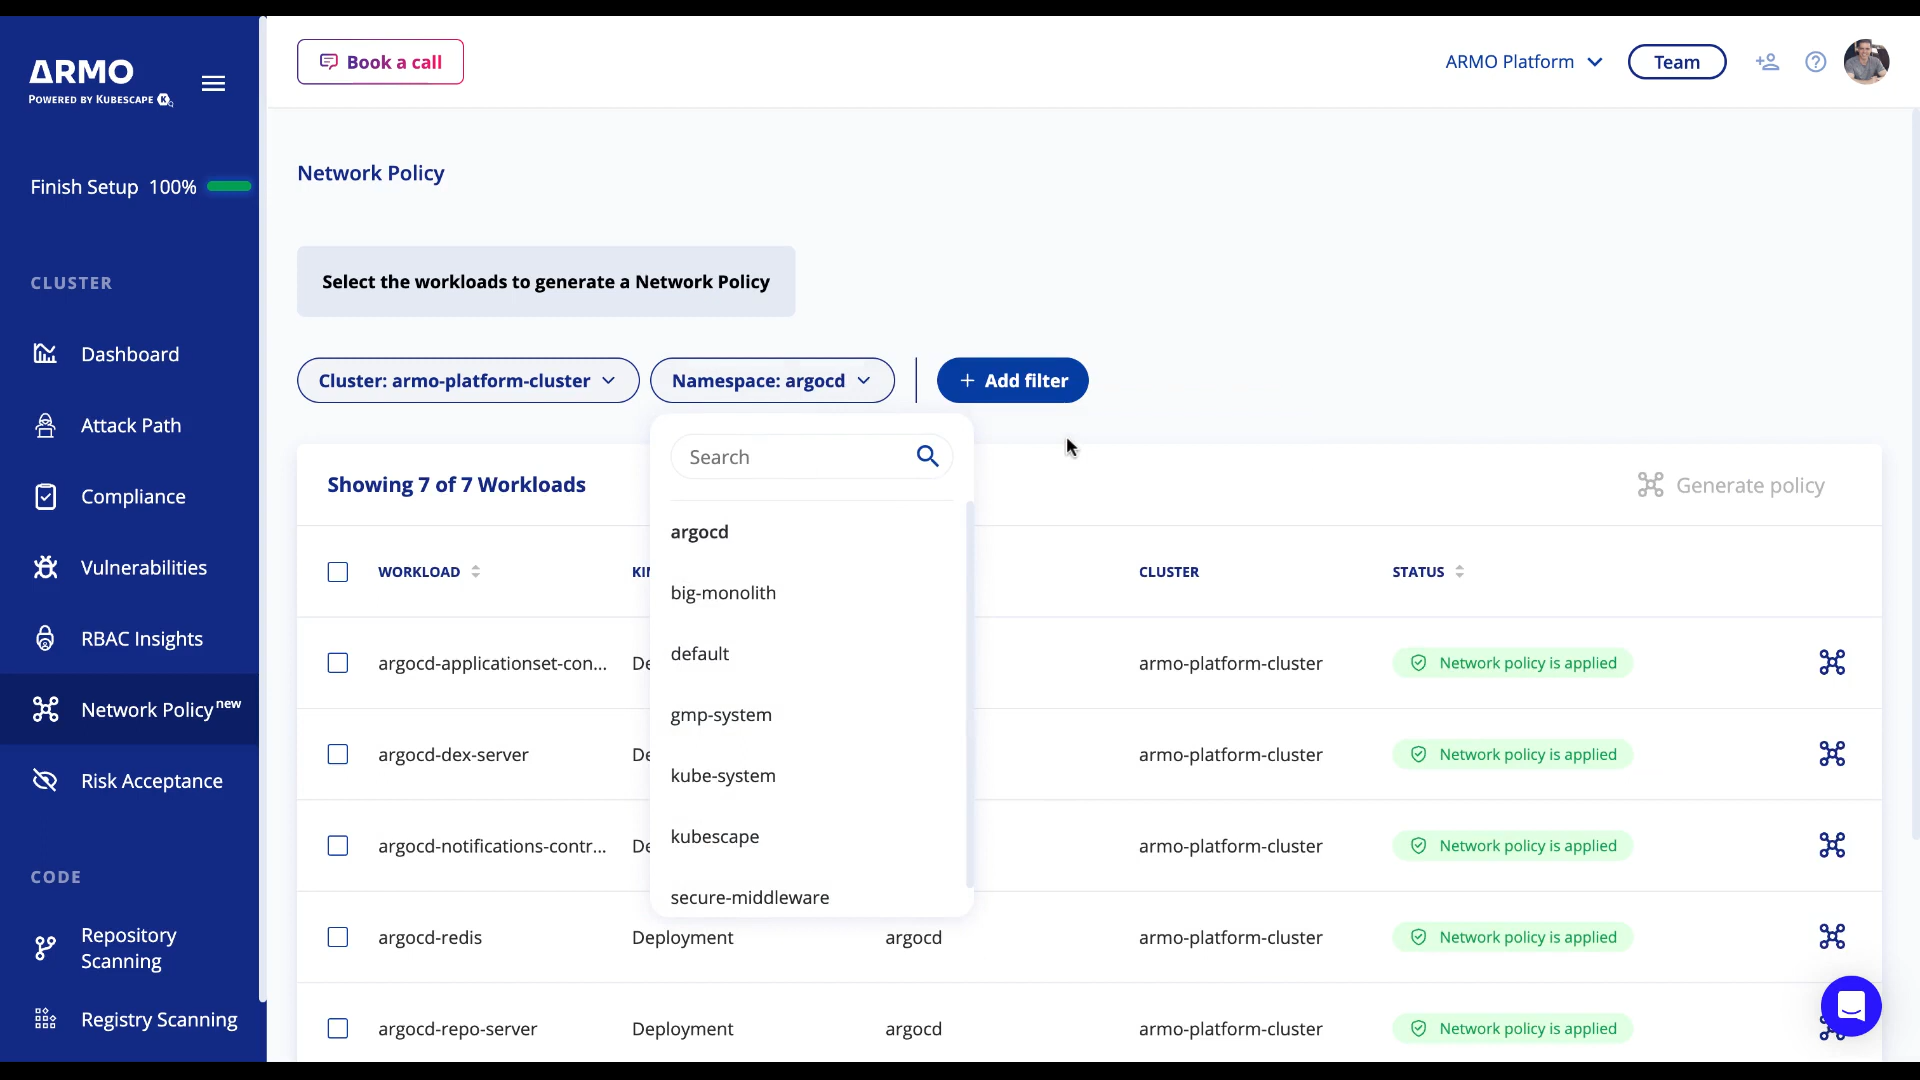 ARMO
POWERED BY KUBESCAPE
Finish Setup 100%
CLUSTER
Dashboard
Attack Path
Compliance
Vulnerabilities
RBAC Insights
Network Policy new
Risk Acceptance
CODE
Repository
Scanning
Registry Scanning
Book a call
ARMO Platform
Team
Network Policy
Select the workloads to generate a Network Policy
Cluster: armo-platform-cluster
Namespace: argocd
+ Add filter
Search
argocd
big-monolith
default
gmp-system
kube-system
kubescape
secure-middleware
Showing 7 of 7 Workloads
Generate policy
WORKLOAD CLUSTER STATUS
argocd-applicationset-con... armo-platform-cluster Network policy is applied
argocd-dex-server armo-platform-cluster Network policy is applied
argocd-notifications-contr... armo-platform-cluster Network policy is applied
argocd-redis Deployment argocd armo-platform-cluster Network policy is applied
argocd-repo-server Deployment argocd armo-platform-cluster Network policy is applied